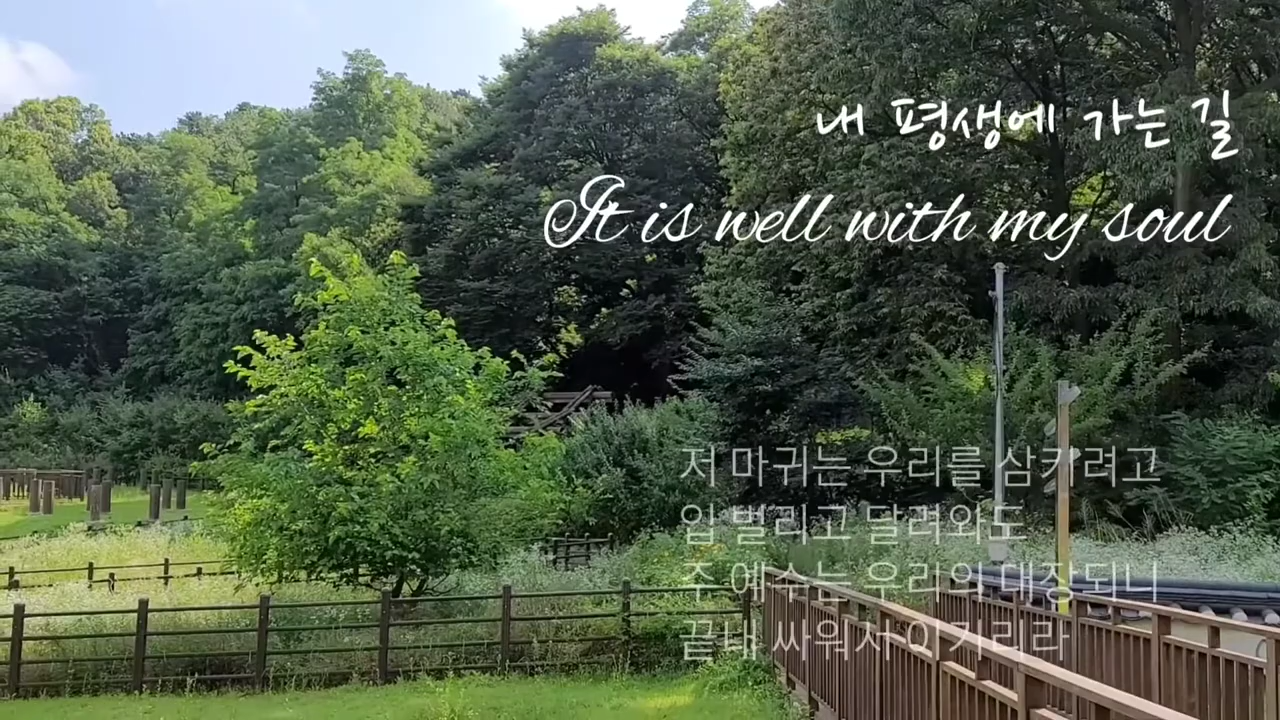 내 평생에 가는 길
It is well with my soul
저 마귀는 우리를 삼키려고
입 벌리고 달려와도
주 예수는 우리의 대장되니
끝내 싸워서 이기리라